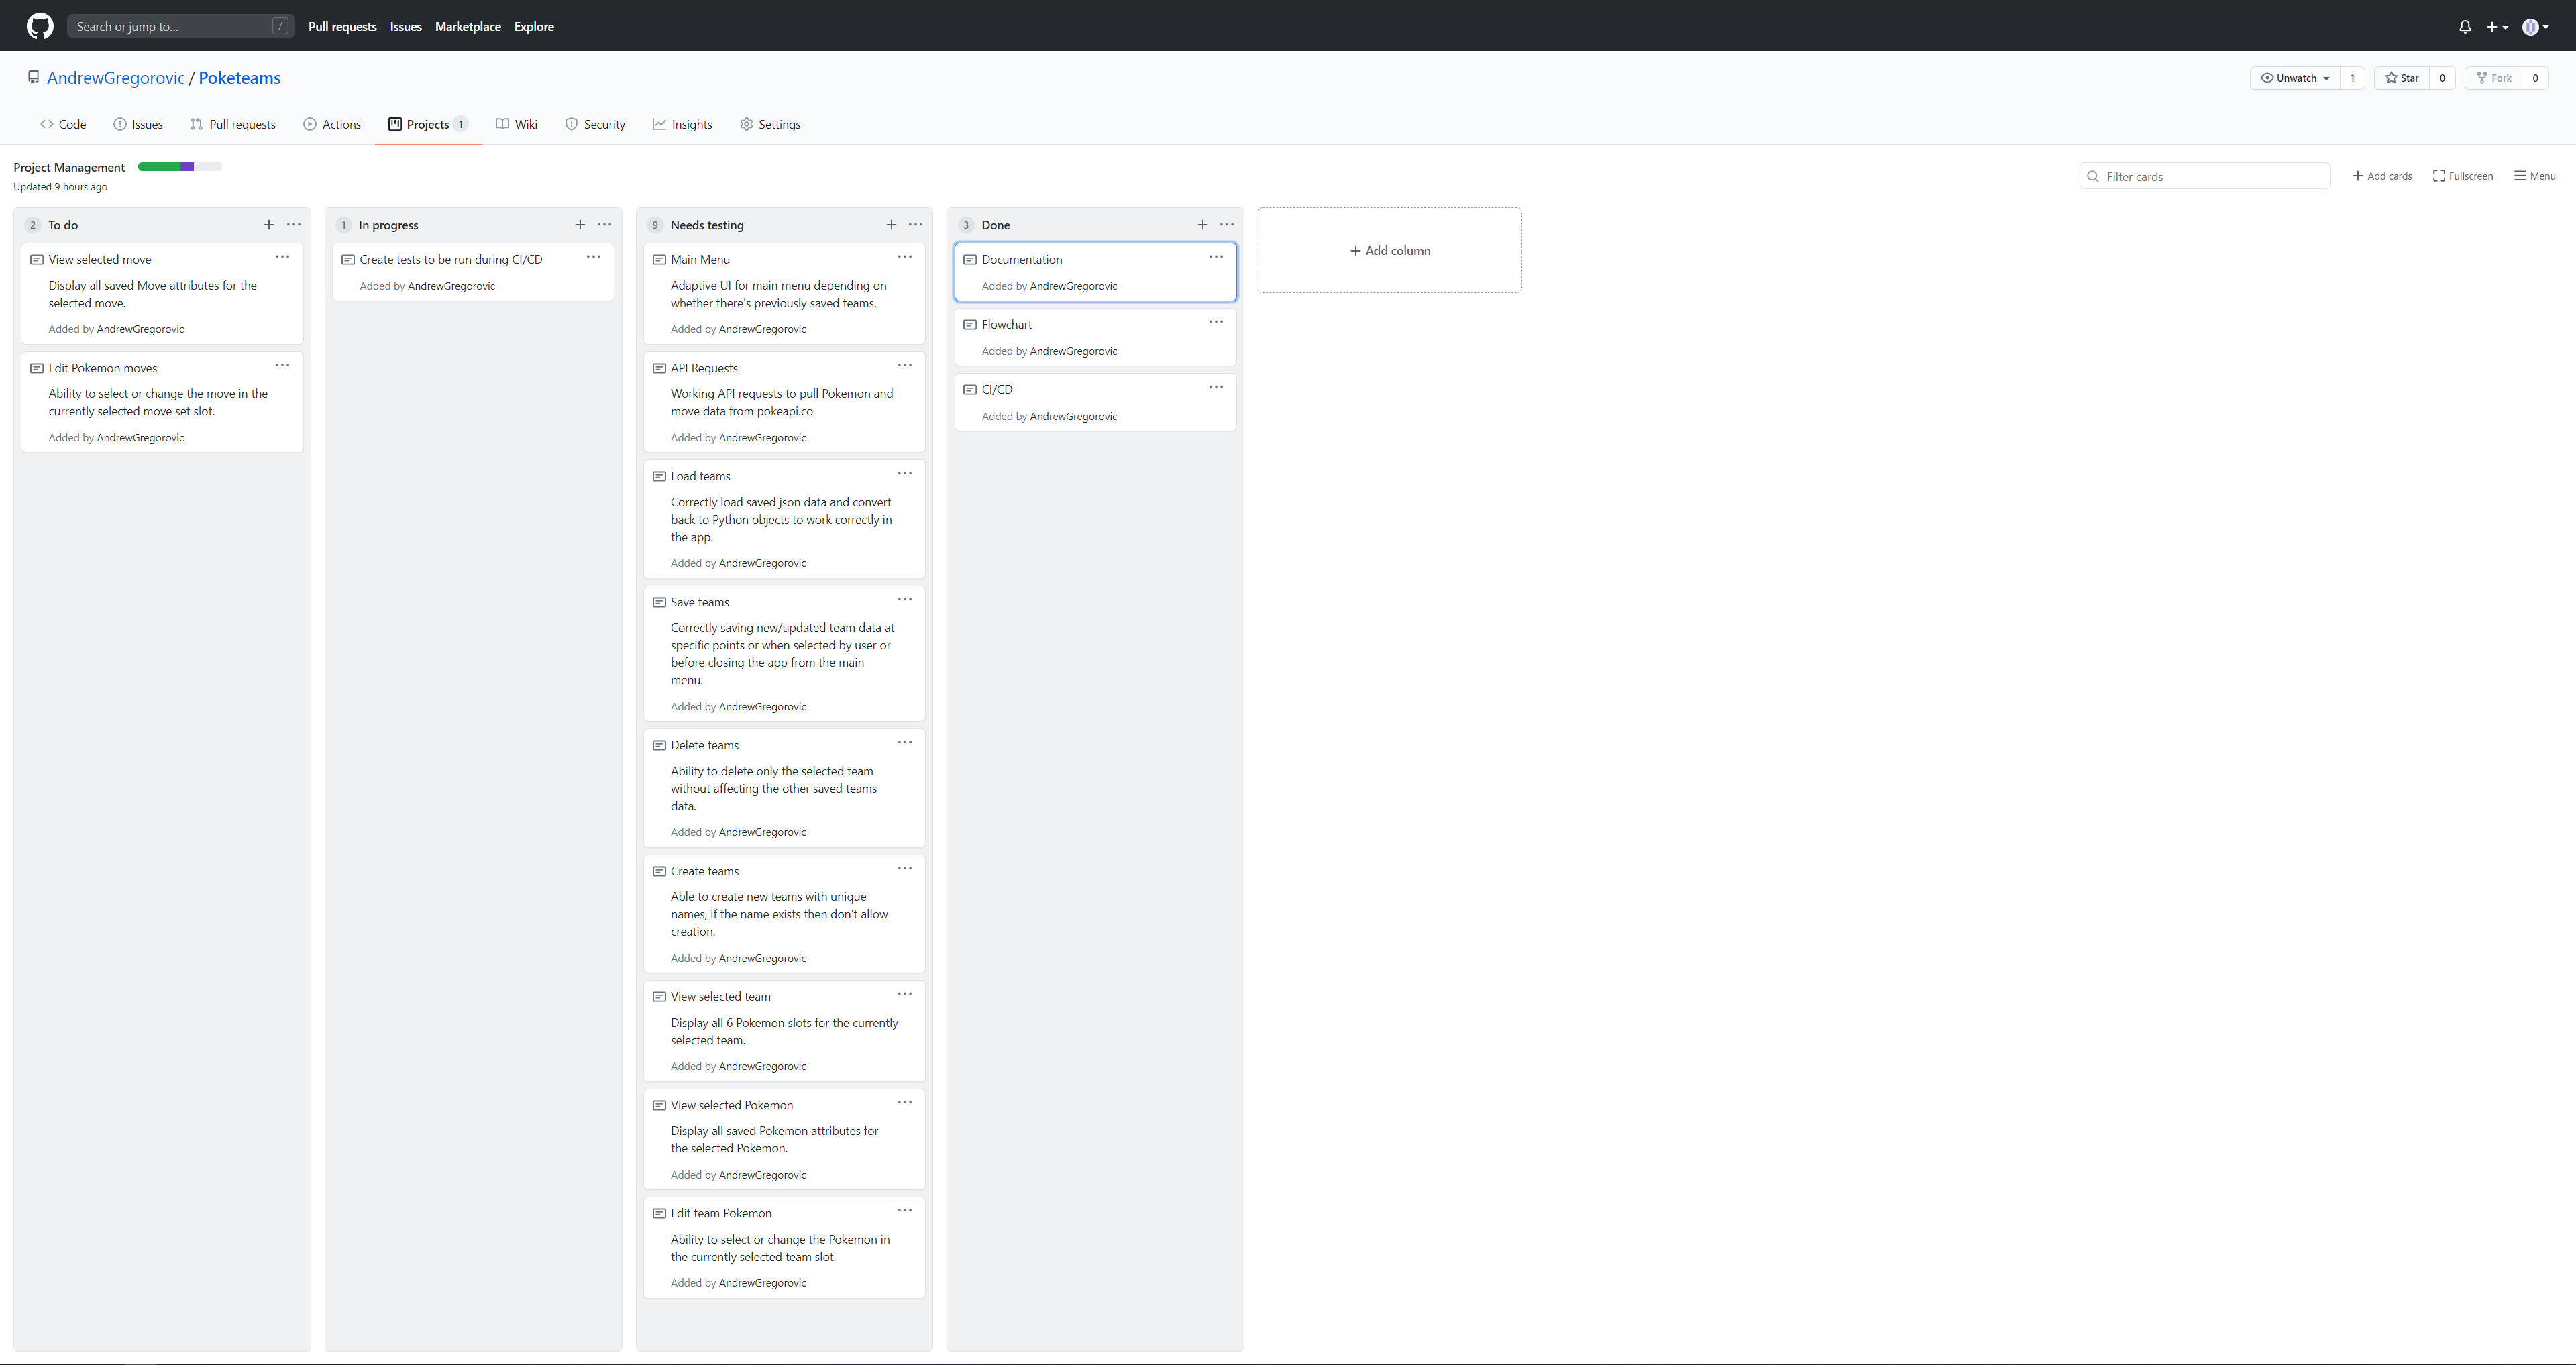 Search or jump to...
/
Pull requests
Issues
Marketplace
Explore
AndrewGregorovic / Poketeams
Unwatch
1
Star
0
Fork
0
Code
Issues
Pull requests
Actions
Projects 1
Wiki
Security
Insights
Settings
Project Management
Updated 9 hours ago
Filter cards
Add cards
Fullscreen
Menu
2 To do
View selected move
Display all saved Move attributes for the
selected move.
Added by AndrewGregorovic
Edit Pokemon moves
Ability to select or change the move in the
currently selected move set slot.
Added by AndrewGregorovic
1 In progress
Create tests to be run during CI/CD
Added by AndrewGregorovic
9 Needs testing
Main Menu
Adaptive UI for main menu depending on
whether there's previously saved teams.
Added by AndrewGregorovic
API Requests
Working API requests to pull Pokemon and
move data from pokeapi.co
Added by AndrewGregorovic
Load teams
Correctly load saved json data and convert
back to Python objects to work correctly in
the app.
Added by AndrewGregorovic
Save teams
Correctly saving new/updated team data at
specific points or when selected by user or
before closing the app from the main
menu.
Added by AndrewGregorovic
Delete teams
Ability to delete only the selected team
without affecting the other saved teams
data.
Added by AndrewGregorovic
Create teams
Able to create new teams with unique
names, if the name exists then don't allow
creation.
Added by AndrewGregorovic
View selected team
Display all 6 Pokemon slots for the currently
selected team.
Added by AndrewGregorovic
View selected Pokemon
Display all saved Pokemon attributes for
the selected Pokemon.
Added by AndrewGregorovic
Edit team Pokemon
Ability to select or change the Pokemon in
the currently selected team slot.
Added by AndrewGregorovic
3 Done
Documentation
Added by AndrewGregorovic
Flowchart
Added by AndrewGregorovic
CI/CD
Added by AndrewGregorovic
Add column